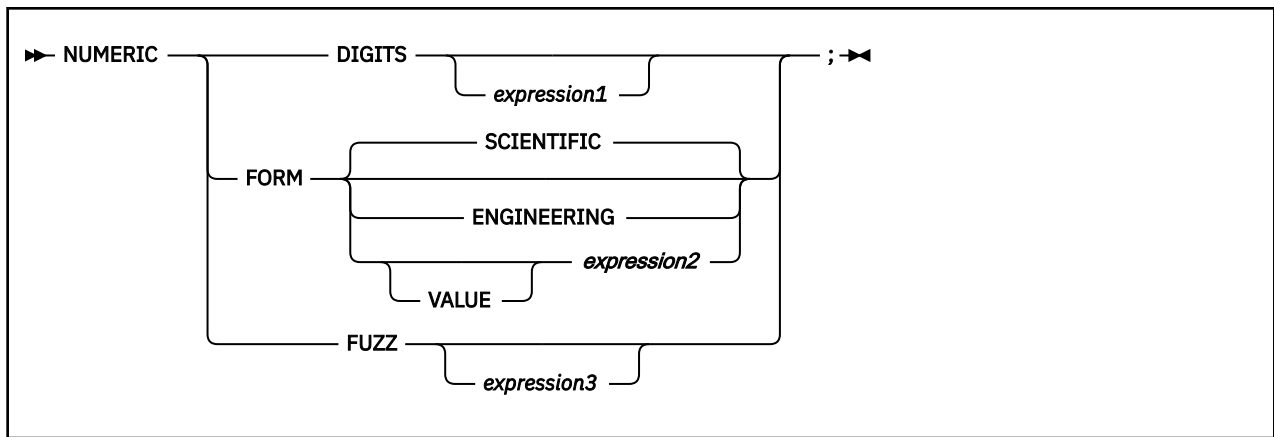 NUMERIC DIGITS ;
expression1
SCIENTIFIC
FORM
ENGINEERING
expression2
VALUE
FUZZ
expression3